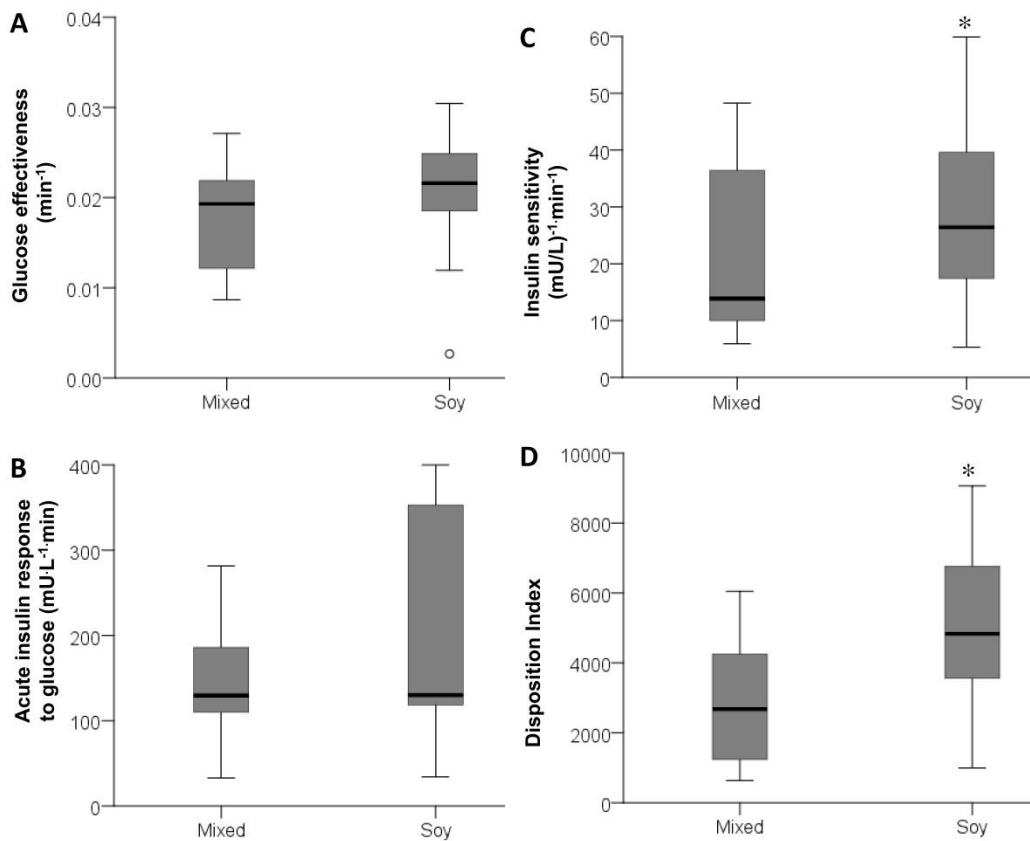 A
0.04
0.03
0.02
0.01
0.00
Glucose effectiveness
(min⁻¹)
Mixed
Soy
C
*
60
50
40
30
20
10
0
Insulin sensitivity
(mU/L)⁻¹·min⁻¹)
Mixed
Soy
B
400
300
200
100
0
Acute insulin response
to glucose (mU·L⁻¹·min)
Mixed
Soy
D
*
10000
8000
6000
4000
2000
0
Disposition Index
Mixed
Soy